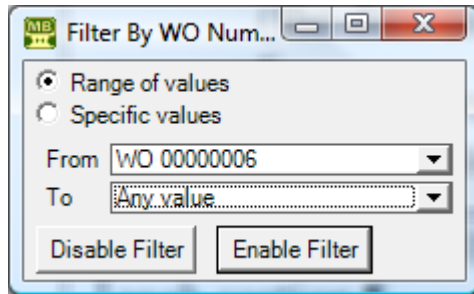 MB
Filter By WO Num...
Range of values
Specific values
From WO 00000006
To Any value
Disable Filter Enable Filter